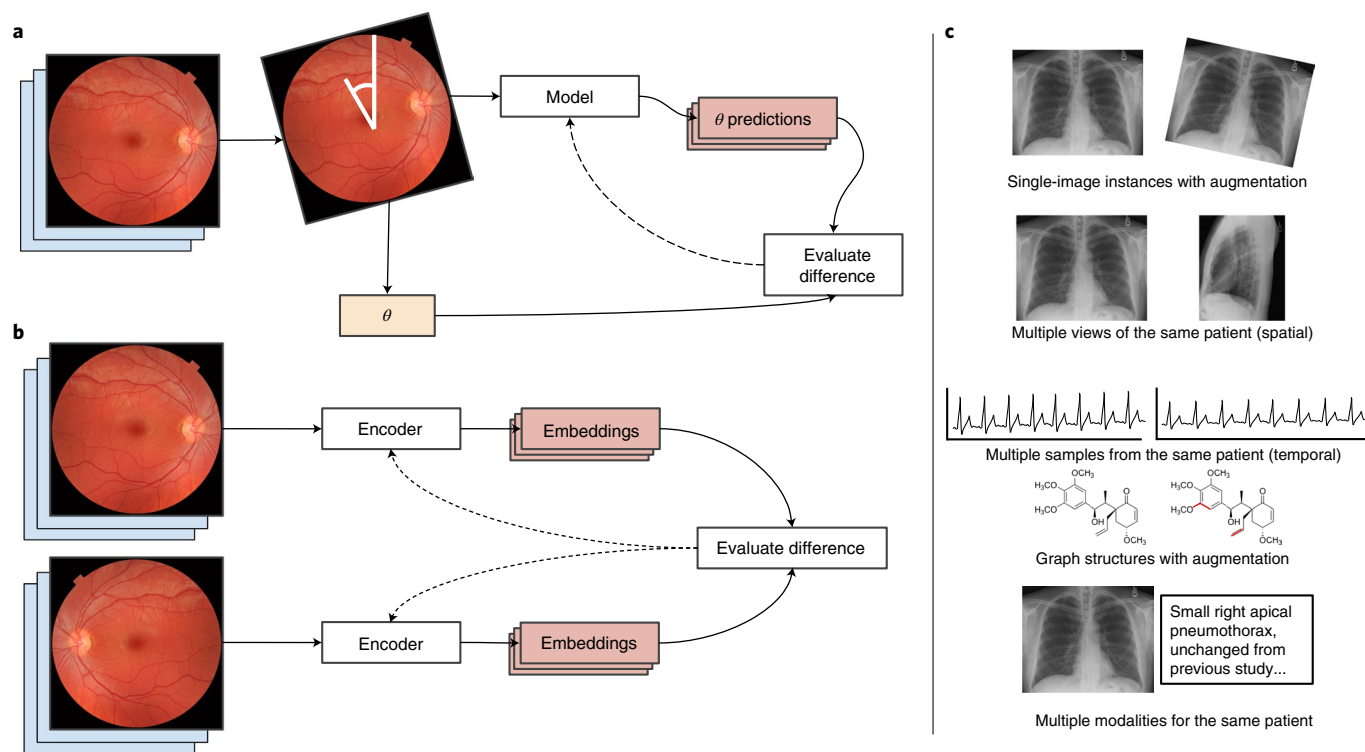 a
Model
θ predictions
Evaluate
difference
θ
b
Encoder
Embeddings
Evaluate difference
Encoder
Embeddings
c
Single-image instances with augmentation
Multiple views of the same patient (spatial)
Multiple samples from the same patient (temporal)
OCH₃
H₃CO
H₃CO
O
OH
OCH₃
OCH₃
H₃CO
H₃CO
O
OH
OCH₃
Graph structures with augmentation
Small right apical
pneumothorax,
unchanged from
previous study...
Multiple modalities for the same patient